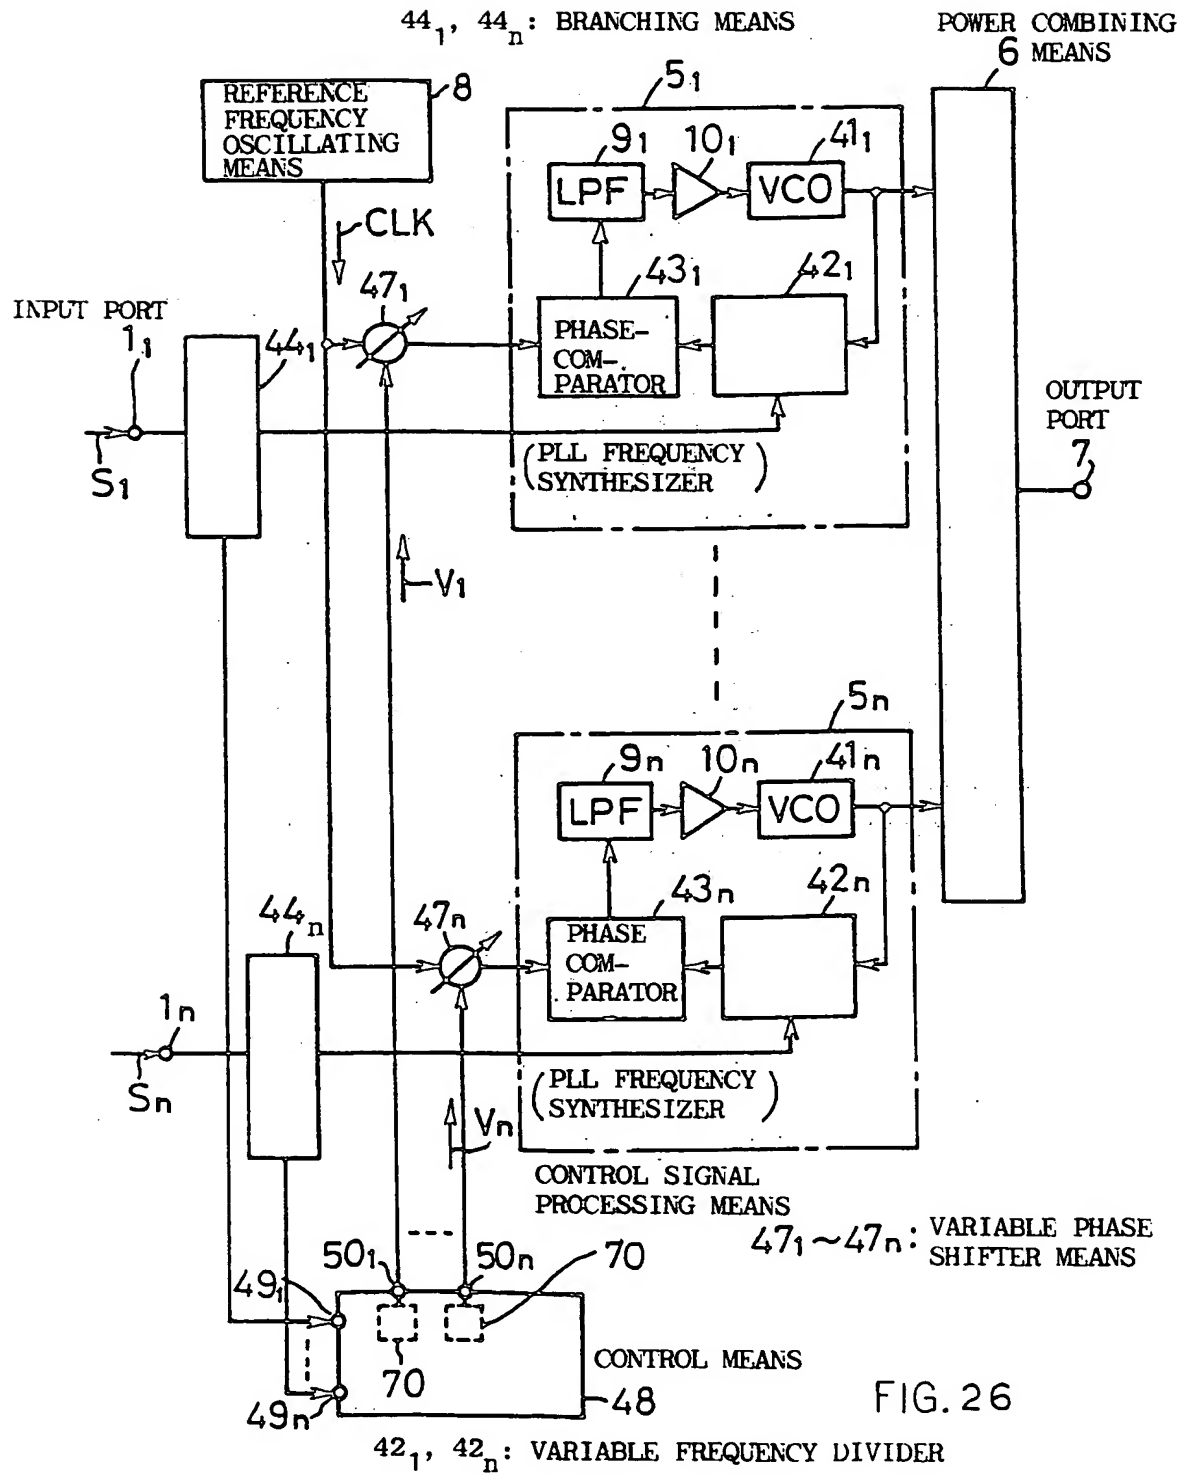 44₁, 44ₙ: BRANCHING MEANS
POWER COMBINING
6 MEANS
8
REFERENCE
FREQUENCY
OSCILLATING
MEANS
5₁
9₁
10₁
41₁
LPF
VCO
CLK
47₁
43₁
42₁
INPUT PORT
1₁
44₁
PHASE-
COM-
PARATOR
OUTPUT
PORT
7
S₁
(PLL FREQUENCY
SYNTHESIZER)
V₁
5n
9n
10n
41n
LPF
VCO
44ₙ
47n
43n
42n
PHASE
COM-
PARATOR
1n
Sn
(PLL FREQUENCY
SYNTHESIZER)
Vn
CONTROL SIGNAL
PROCESSING MEANS
47₁~47n: VARIABLE PHASE
SHIFTER MEANS
50₁
50n
70
49₁
70
CONTROL MEANS
49n
48
FIG. 26
42₁, 42ₙ: VARIABLE FREQUENCY DIVIDER